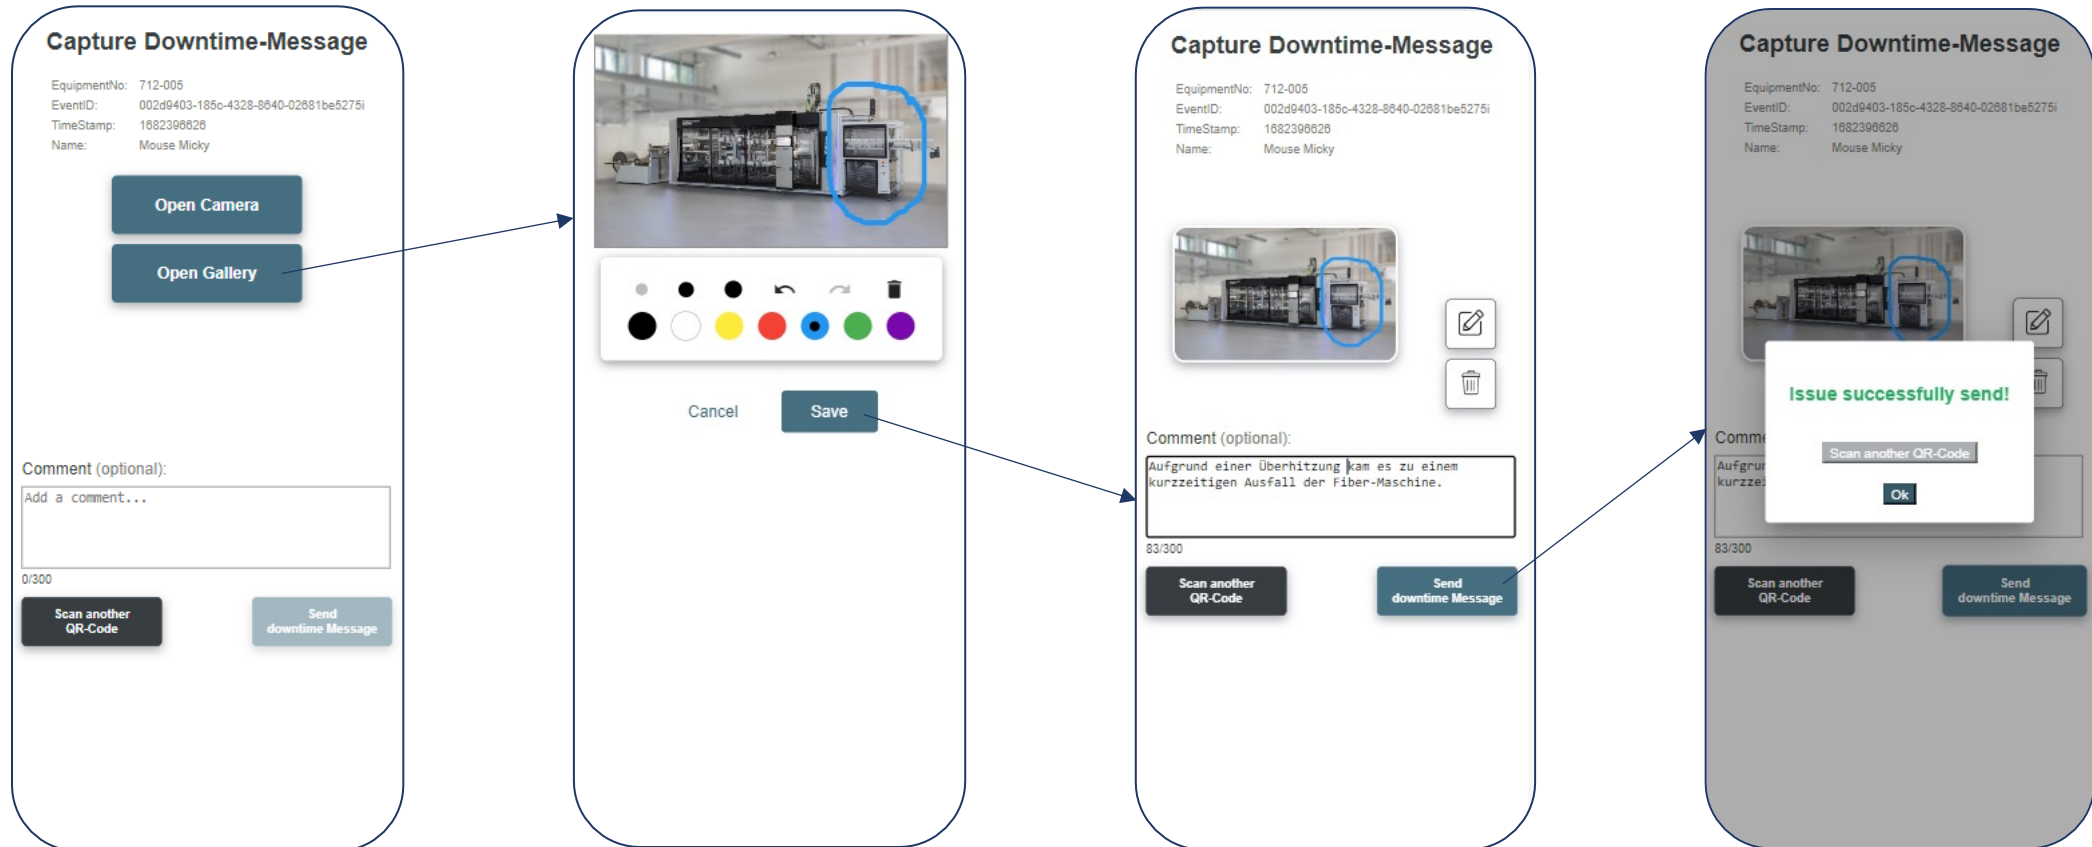 Capture Downtime-Message
EquipmentNo: 712-005
EventID: 002d9403-185c-4328-8640-02681be5275i
TimeStamp: 1682396626
Name: Mouse Micky
Open Camera
Open Gallery
Comment (optional):
Add a comment...
0/300
Scan another
QR-Code
Send
downtime Message
Cancel
Save
Capture Downtime-Message
EquipmentNo: 712-005
EventID: 002d9403-185c-4328-8640-02681be5275i
TimeStamp: 1682396626
Name: Mouse Micky
Comment (optional):
Aufgrund einer Überhitzung kam es zu einem
kurzzeitigen Ausfall der Fiber-Maschine.
83/300
Scan another
QR-Code
Send
downtime Message
Capture Downtime-Message
EquipmentNo: 712-005
EventID: 002d9403-185c-4328-8640-02681be5275i
TimeStamp: 1682396626
Name: Mouse Micky
Issue successfully send!
Scan another QR-Code
Ok
Comme
Aufgrun
kurzzei
83/300
Scan another
QR-Code
Send
downtime Message